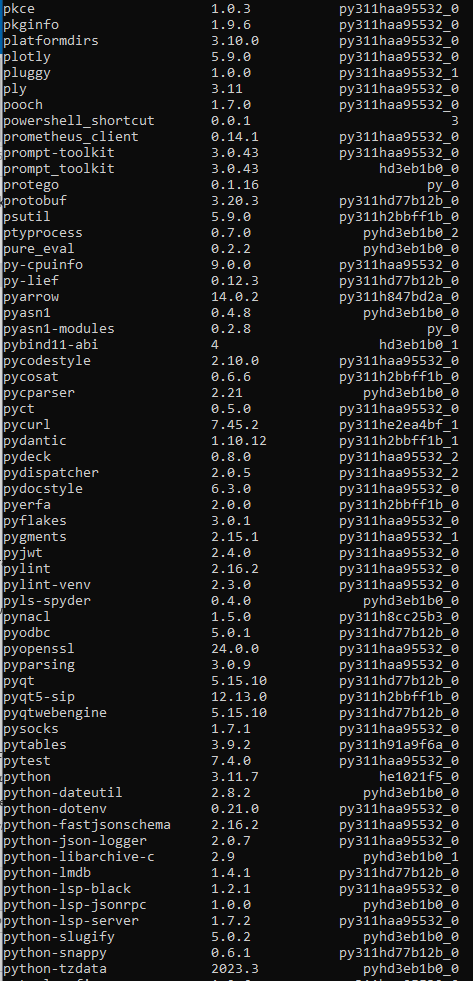 pkce 1.0.3 py311haa95532_0
pkginfo 1.9.6 py311haa95532_0
platformdirs 3.10.0 py311haa95532_0
plotly 5.9.0 py311haa95532_0
pluggy 1.0.0 py311haa95532_1
ply 3.11 py311haa95532_0
pooch 1.7.0 py311haa95532_0
powershell_shortcut 0.0.1 3
prometheus_client 0.14.1 py311haa95532_0
prompt-toolkit 3.0.43 py311haa95532_0
prompt_toolkit 3.0.43 hd3eb1b0_0
protego 0.1.16 py_0
protobuf 3.20.3 py311hd77b12b_0
psutil 5.9.0 py311h2bbff1b_0
ptyprocess 0.7.0 pyhd3eb1b0_2
pure_eval 0.2.2 pyhd3eb1b0_0
py-cpuinfo 9.0.0 py311haa95532_0
py-lief 0.12.3 py311hd77b12b_0
pyarrow 14.0.2 py311h847bd2a_0
pyasn1 0.4.8 pyhd3eb1b0_0
pyasn1-modules 0.2.8 py_0
pybind11-abi 4 hd3eb1b0_1
pycodestyle 2.10.0 py311haa95532_0
pycosat 0.6.6 py311h2bbff1b_0
pycparser 2.21 pyhd3eb1b0_0
pyct 0.5.0 py311haa95532_0
pycurl 7.45.2 py311he2ea4bf_1
pydantic 1.10.12 py311h2bbff1b_1
pydeck 0.8.0 py311haa95532_2
pydispatcher 2.0.5 py311haa95532_2
pydocstyle 6.3.0 py311haa95532_0
pyerfa 2.0.0 py311h2bbff1b_0
pyflakes 3.0.1 py311haa95532_0
pygments 2.15.1 py311haa95532_1
pyjwt 2.4.0 py311haa95532_0
pylint 2.16.2 py311haa95532_0
pylint-venv 2.3.0 py311haa95532_0
pyls-spyder 0.4.0 pyhd3eb1b0_0
pynacl 1.5.0 py311h8cc25b3_0
pyodbc 5.0.1 py311hd77b12b_0
pyopenssl 24.0.0 py311haa95532_0
pyparsing 3.0.9 py311haa95532_0
pyqt 5.15.10 py311hd77b12b_0
pyqt5-sip 12.13.0 py311h2bbff1b_0
pyqtwebengine 5.15.10 py311hd77b12b_0
pysocks 1.7.1 py311haa95532_0
pytables 3.9.2 py311h91a9f6a_0
pytest 7.4.0 py311haa95532_0
python 3.11.7 he1021f5_0
python-dateutil 2.8.2 pyhd3eb1b0_0
python-dotenv 0.21.0 py311haa95532_0
python-fastjsonschema 2.16.2 py311haa95532_0
python-json-logger 2.0.7 py311haa95532_0
python-libarchive-c 2.9 pyhd3eb1b0_1
python-lmdb 1.4.1 py311hd77b12b_0
python-lsp-black 1.2.1 py311haa95532_0
python-lsp-jsonrpc 1.0.0 pyhd3eb1b0_0
python-lsp-server 1.7.2 py311haa95532_0
python-slugify 5.0.2 pyhd3eb1b0_0
python-snappy 0.6.1 py311hd77b12b_0
python-tzdata 2023.3 pyhd3eb1b0_0